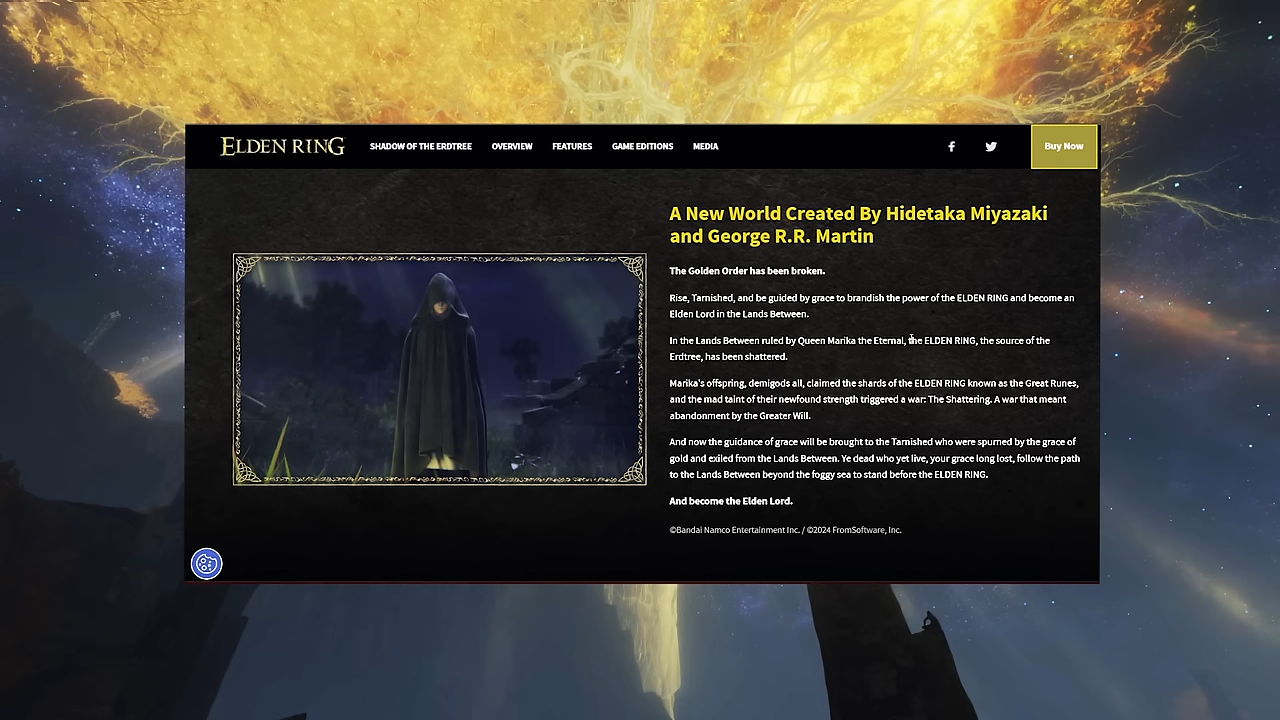 ELDEN RING
SHADOW OF THE ERDTREE OVERVIEW FEATURES GAME EDITIONS MEDIA
Buy Now
A New World Created By Hidetaka Miyazaki
and George R.R. Martin
The Golden Order has been broken.
Rise, Tarnished, and be guided by grace to brandish the power of the ELDEN RING and become an
Elden Lord in the Lands Between.
In the Lands Between ruled by Queen Marika the Eternal, the ELDEN RING, the source of the
Erdtree, has been shattered.
Marika's offspring, demigods all, claimed the shards of the ELDEN RING known as the Great Runes,
and the mad taint of their newfound strength triggered a war: The Shattering. A war that meant
abandonment by the Greater Will.
And now the guidance of grace will be brought to the Tarnished who were spurned by the grace of
gold and exiled from the Lands Between. Ye dead who yet live, your grace long lost, follow the path
to the Lands Between beyond the foggy sea to stand before the ELDEN RING.
And become the Elden Lord.
©Bandai Namco Entertainment Inc. / ©2024 FromSoftware, Inc.